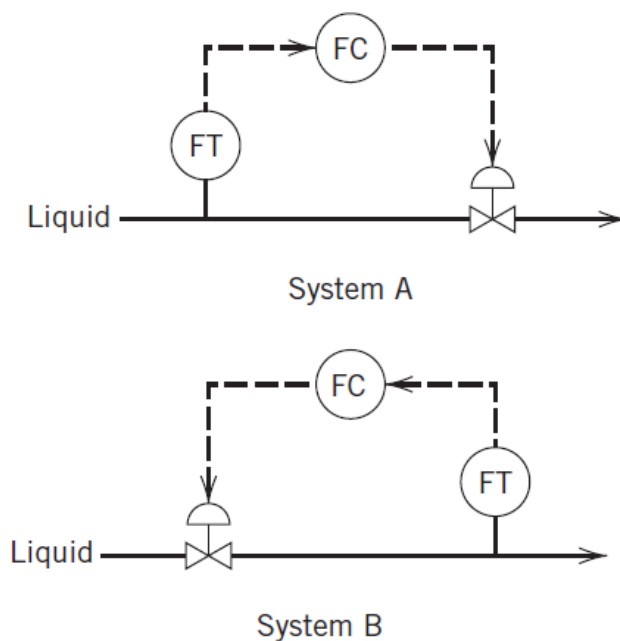 FC
FT
Liquid
System A
FC
FT
Liquid
System B